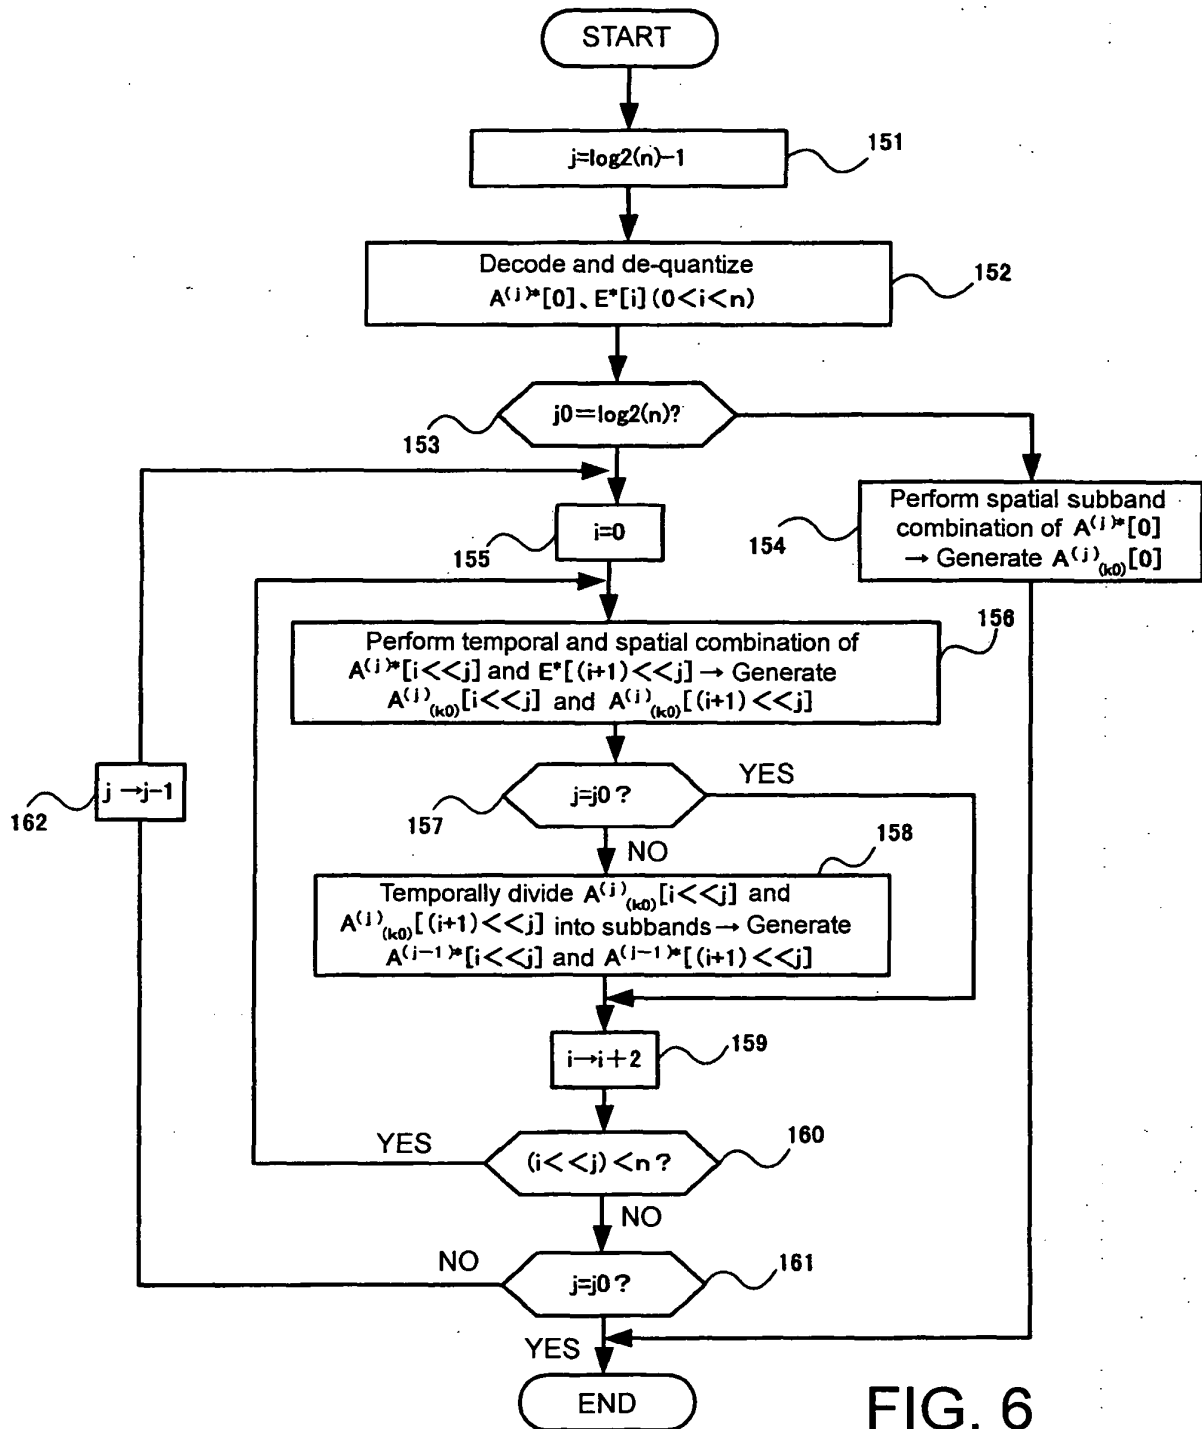 START
j=log2(n)-1
151
Decode and de-quantize
A(j)*[0]、E*[i](0<i<n)
152
j0=log2(n)?
153
Perform spatial subband
combination of A(j)*[0]
→ Generate A(j)(k0)[0]
154
i=0
155
Perform temporal and spatial combination of
A(j)*[i<<j] and E*[(i+1)<<j] → Generate
A(j)(k0)[i<<j] and A(j)(k0)[(i+1)<<j]
156
j=j0?
157
YES
NO
158
Temporally divide A(j)(k0)[i<<j] and
A(j)(k0)[(i+1)<<j] into subbands → Generate
A(j-1)*[i<<j] and A(j-1)*[(i+1)<<j]
j→j-1
162
i→i+2
159
YES
(i<<j)<n?
160
NO
NO
j=j0?
161
YES
END
FIG. 6